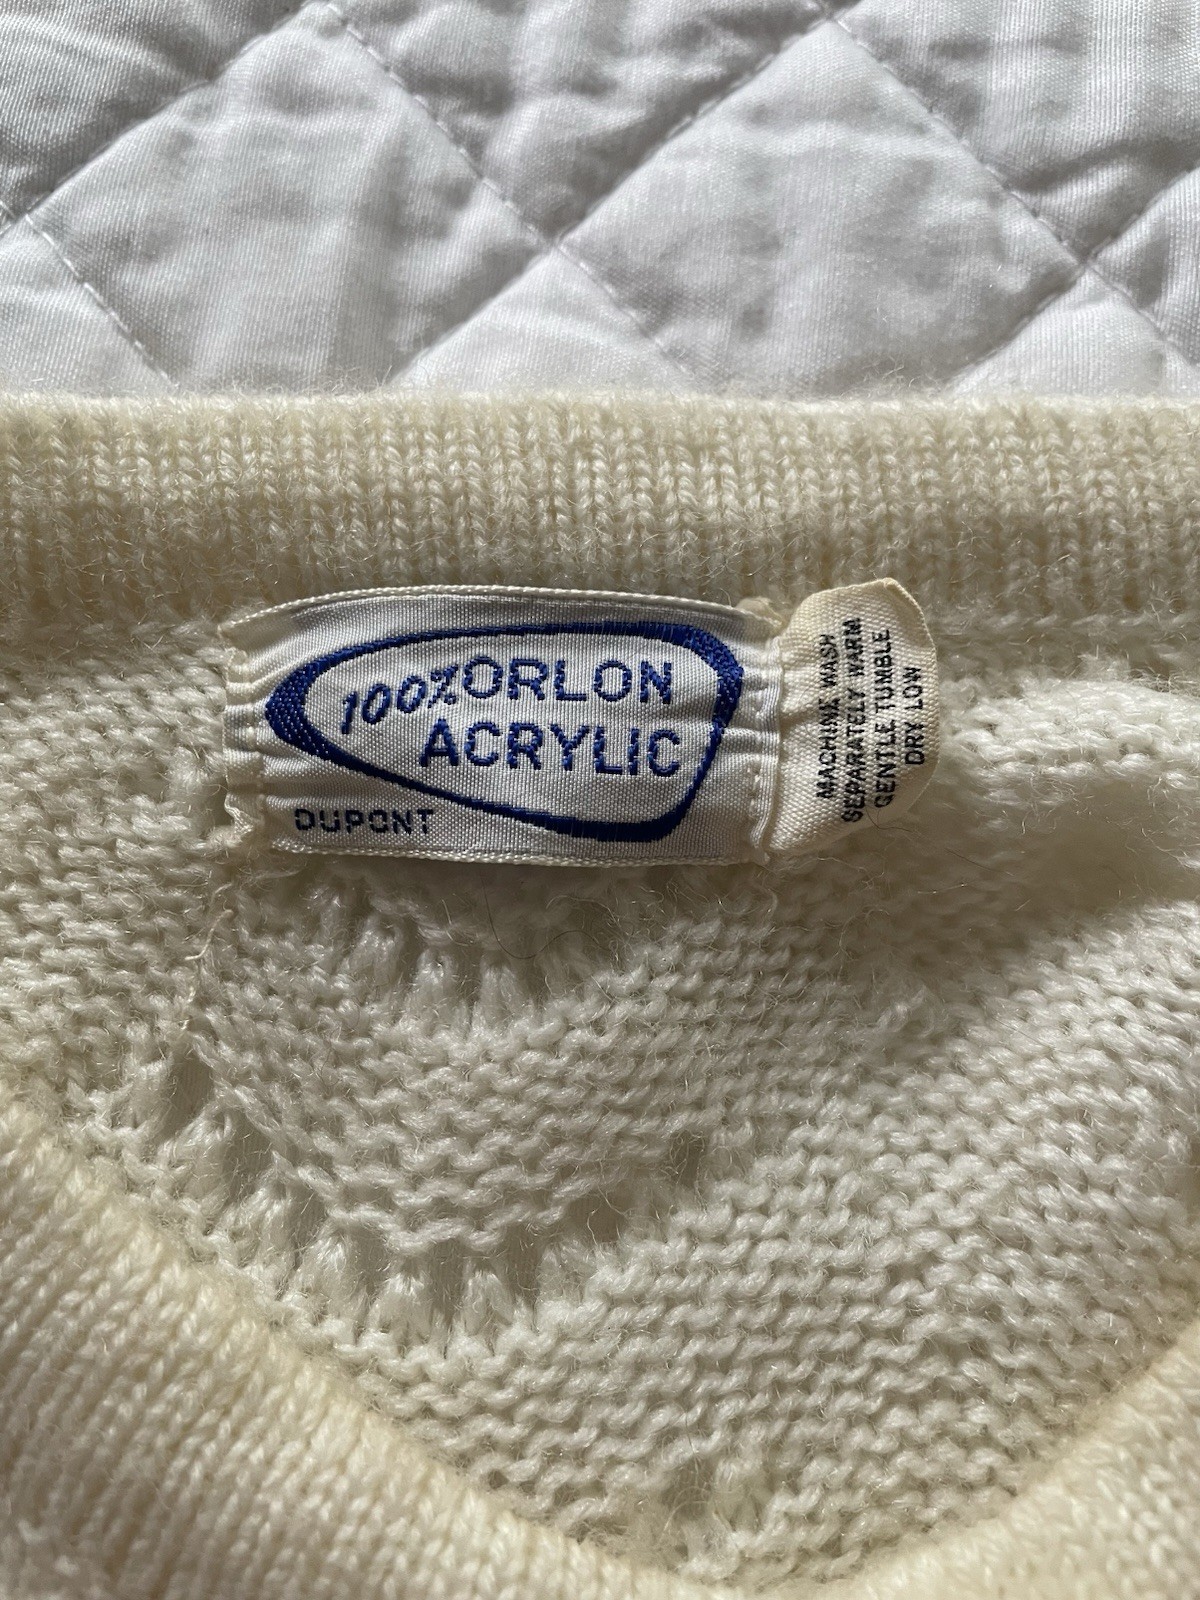 100% ORLON
ACRYLIC
DUPONT
MACHINE WASH
SEPARATELY WARM
GENTLE TUMBLE
DRY LOW